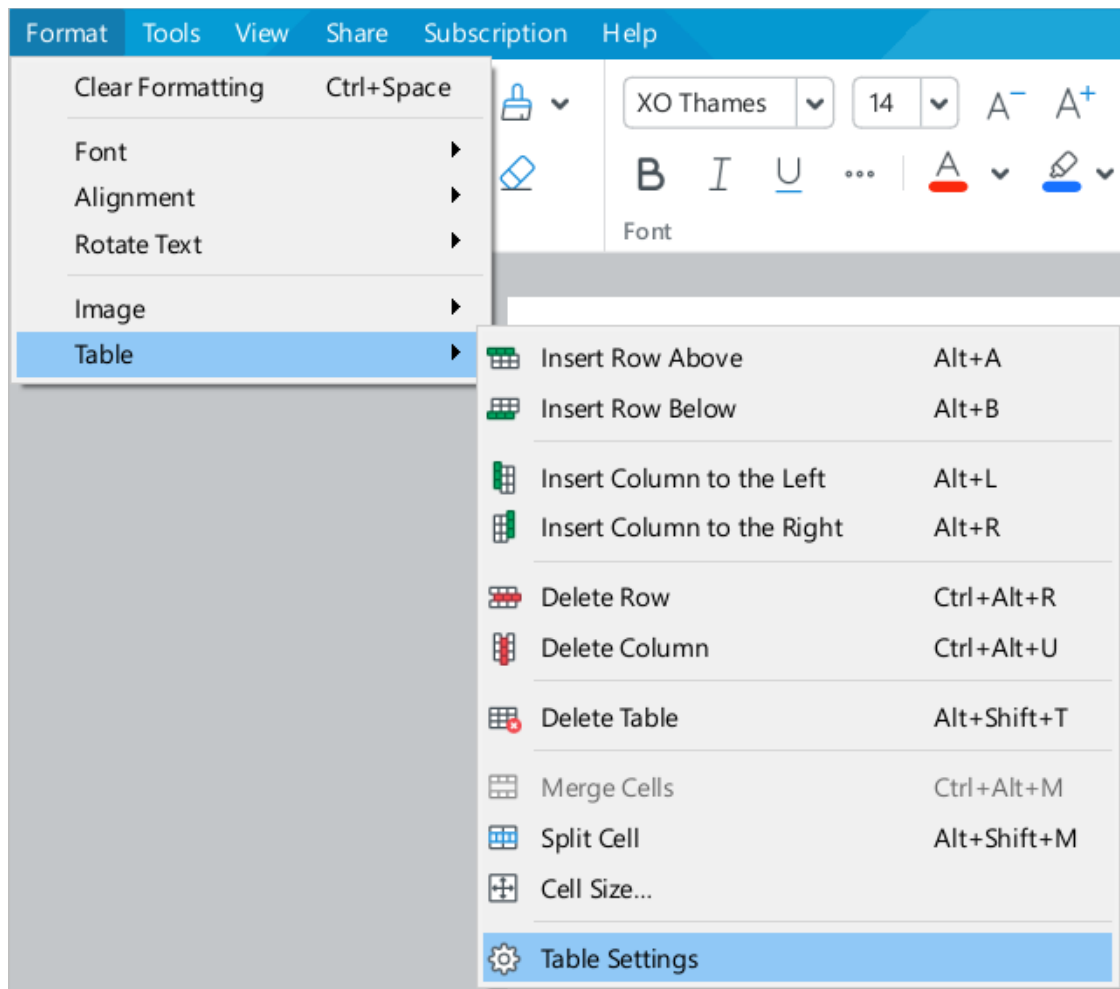 Format Tools View Share Subscription Help
Clear Formatting Ctrl+Space
XO Thames 14 A− A+
Font
Alignment
B I U ... A
Rotate Text
Font
Image
Table
Insert Row Above Alt+A
Insert Row Below Alt+B
Insert Column to the Left Alt+L
Insert Column to the Right Alt+R
Delete Row Ctrl+Alt+R
Delete Column Ctrl+Alt+U
Delete Table Alt+Shift+T
Merge Cells Ctrl+Alt+M
Split Cell Alt+Shift+M
Cell Size...
Table Settings